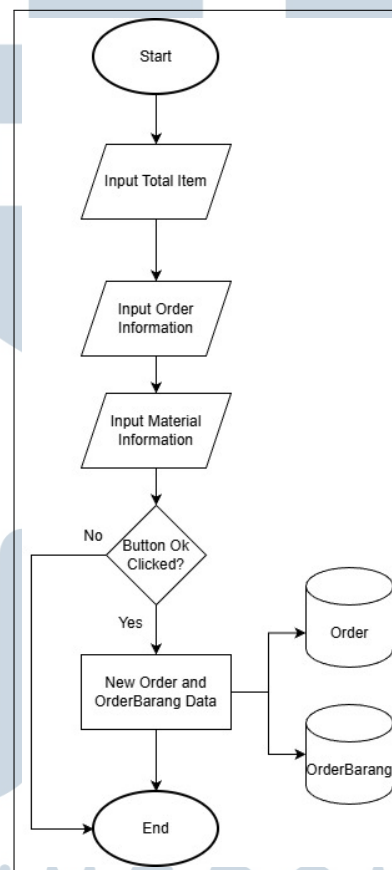 Start
Input Total Item
Input Order
Information
Input Material
Information
No
Button Ok
Clicked?
Yes
Order
New Order and
OrderBarang Data
OrderBarang
End